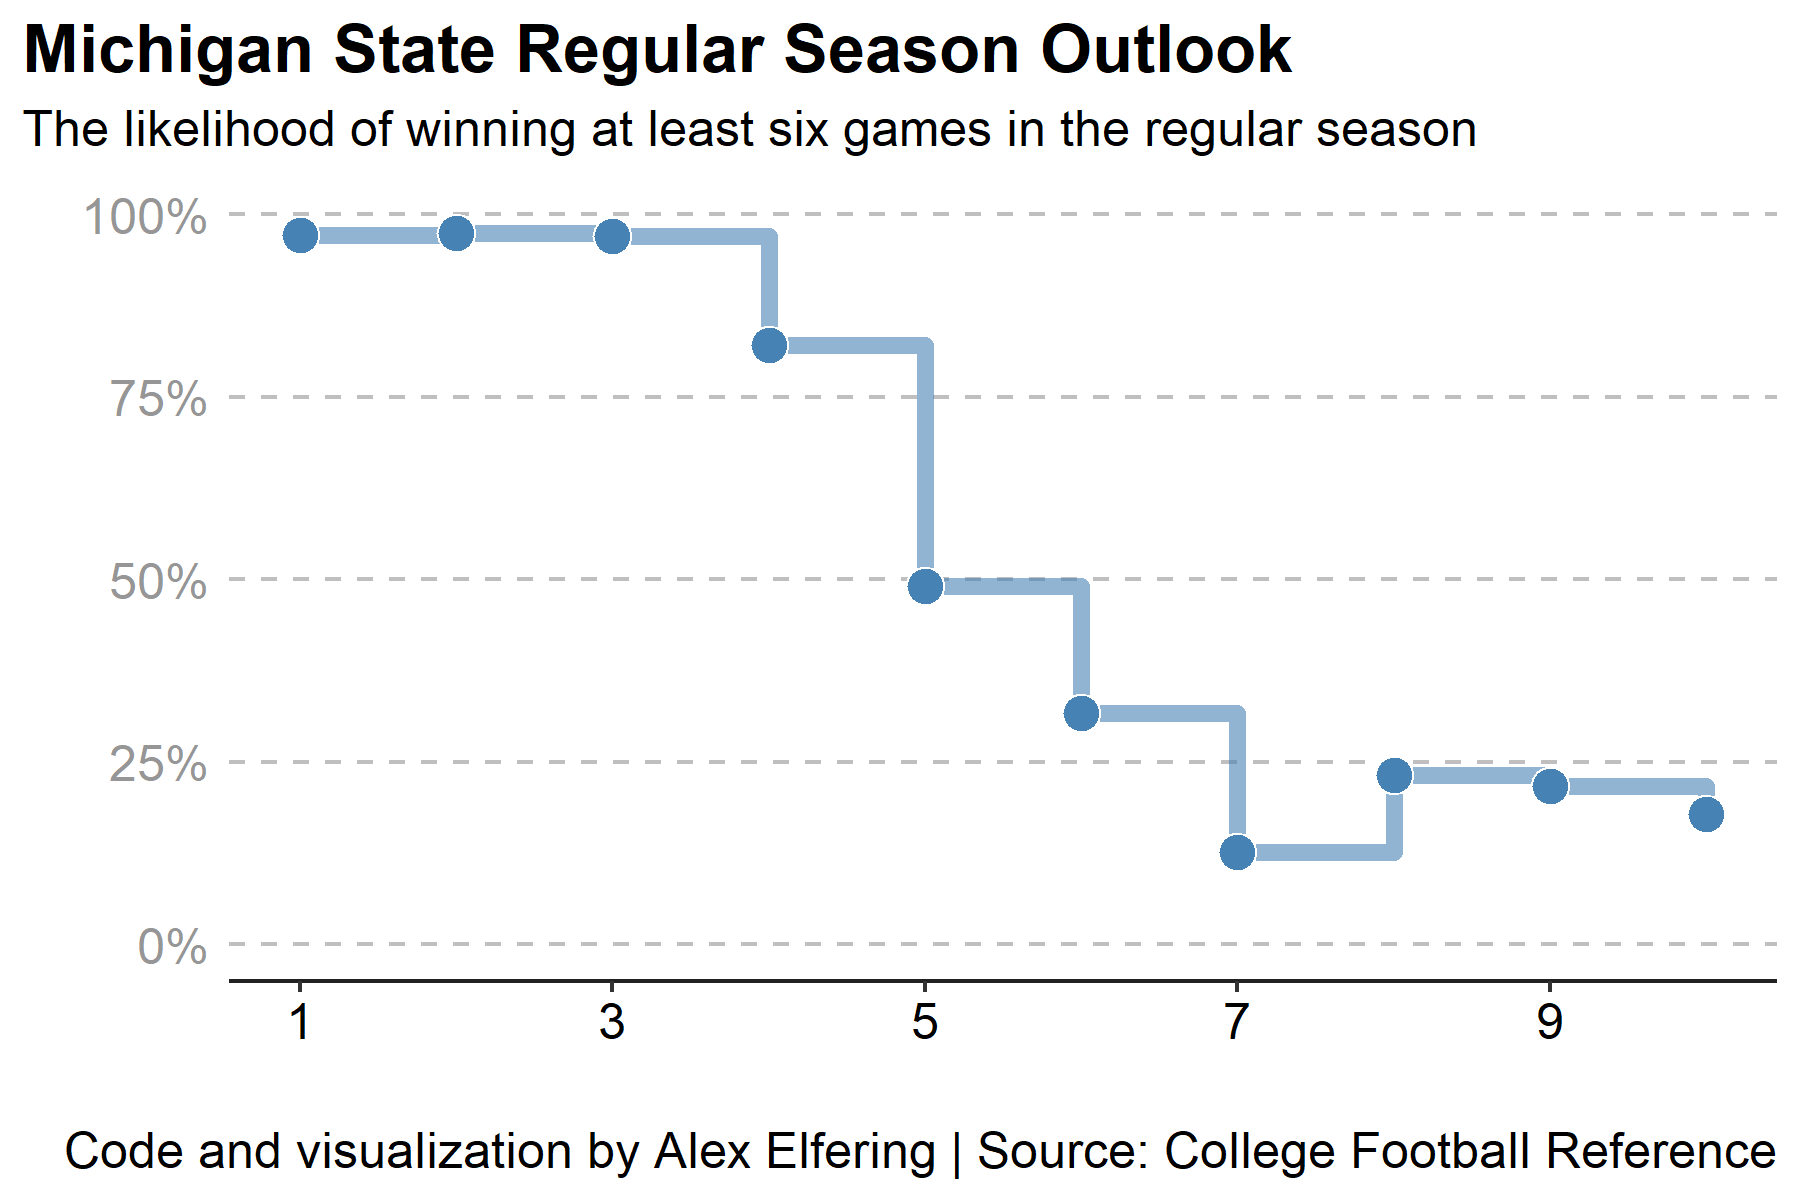 Michigan State Regular Season Outlook
The likelihood of winning at least six games in the regular season
100%
75%
50%
25%
0%
1 3 5 7 9
Code and visualization by Alex Elfering | Source: College Football Reference